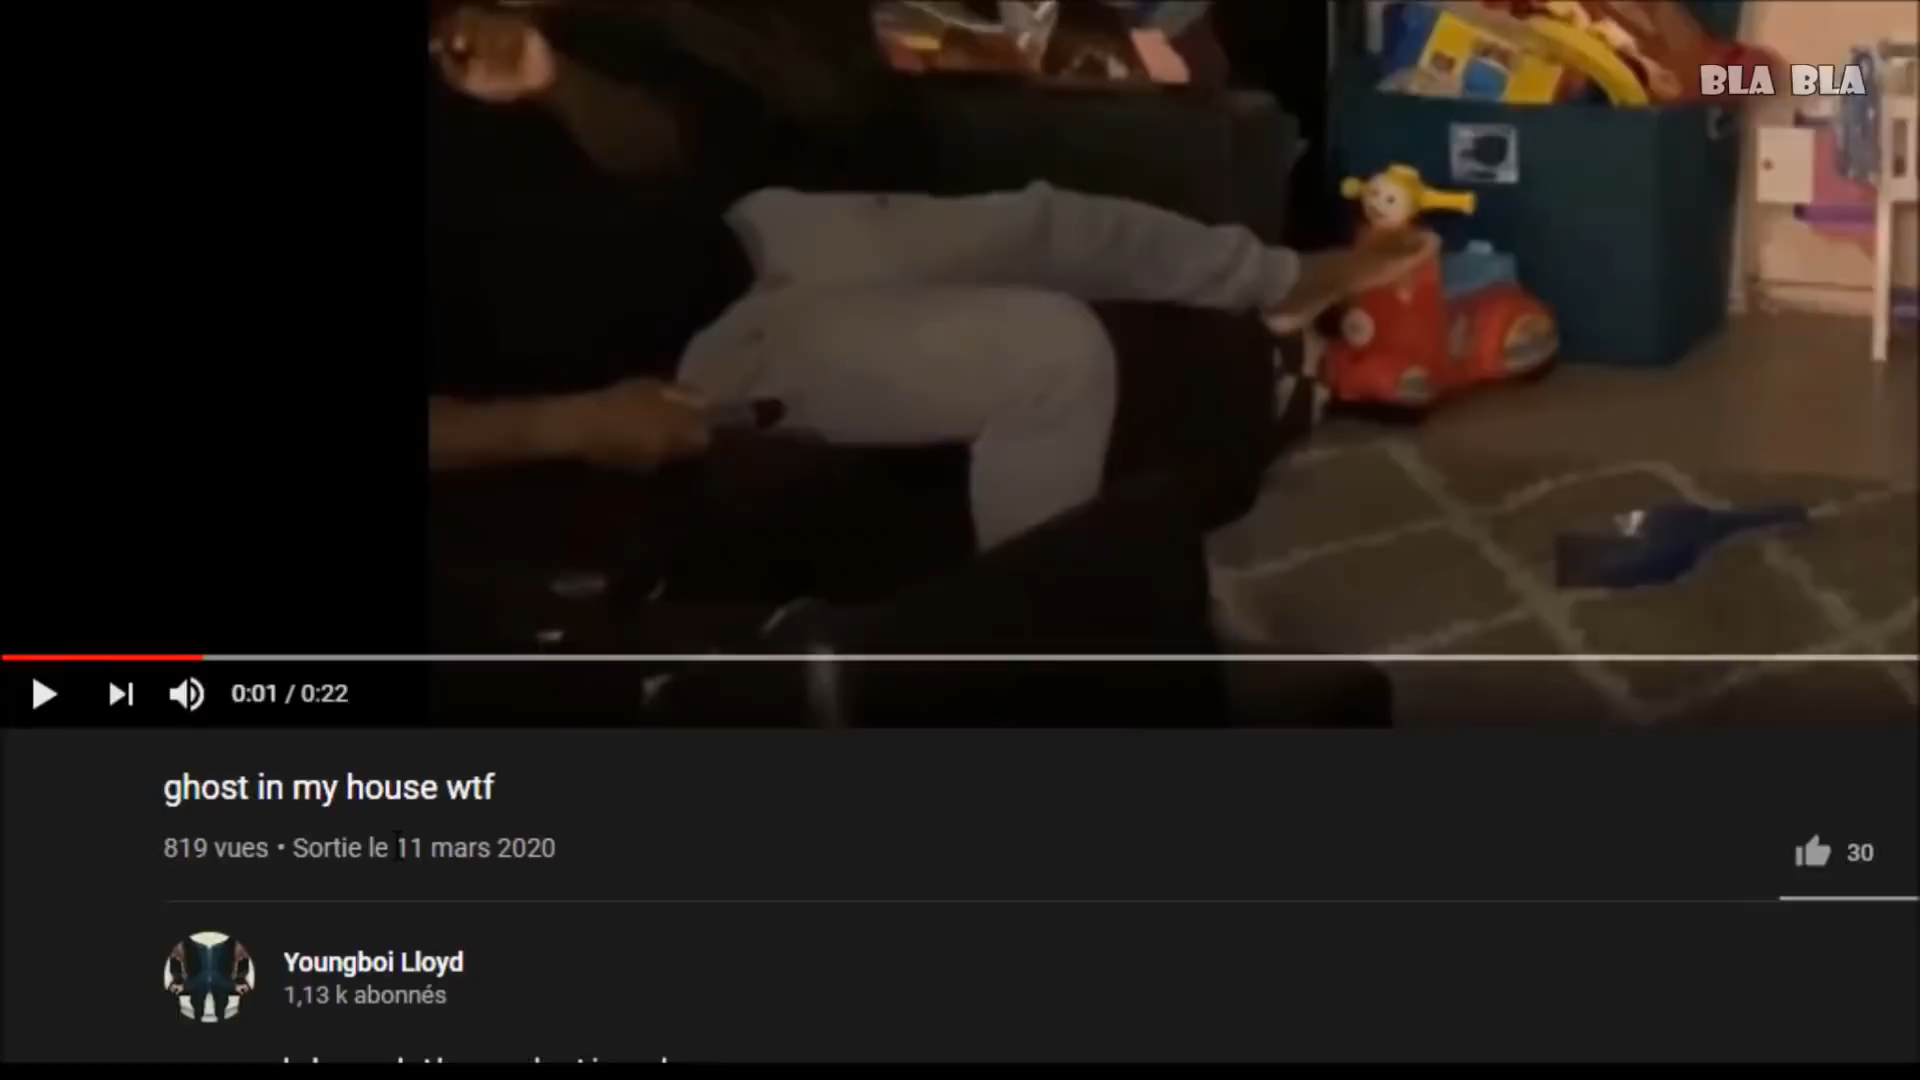 BLA BLA
0:01 / 0:22
ghost in my house wtf
819 vues • Sortie le 11 mars 2020
30
Youngboi Lloyd
1,13 k abonnés